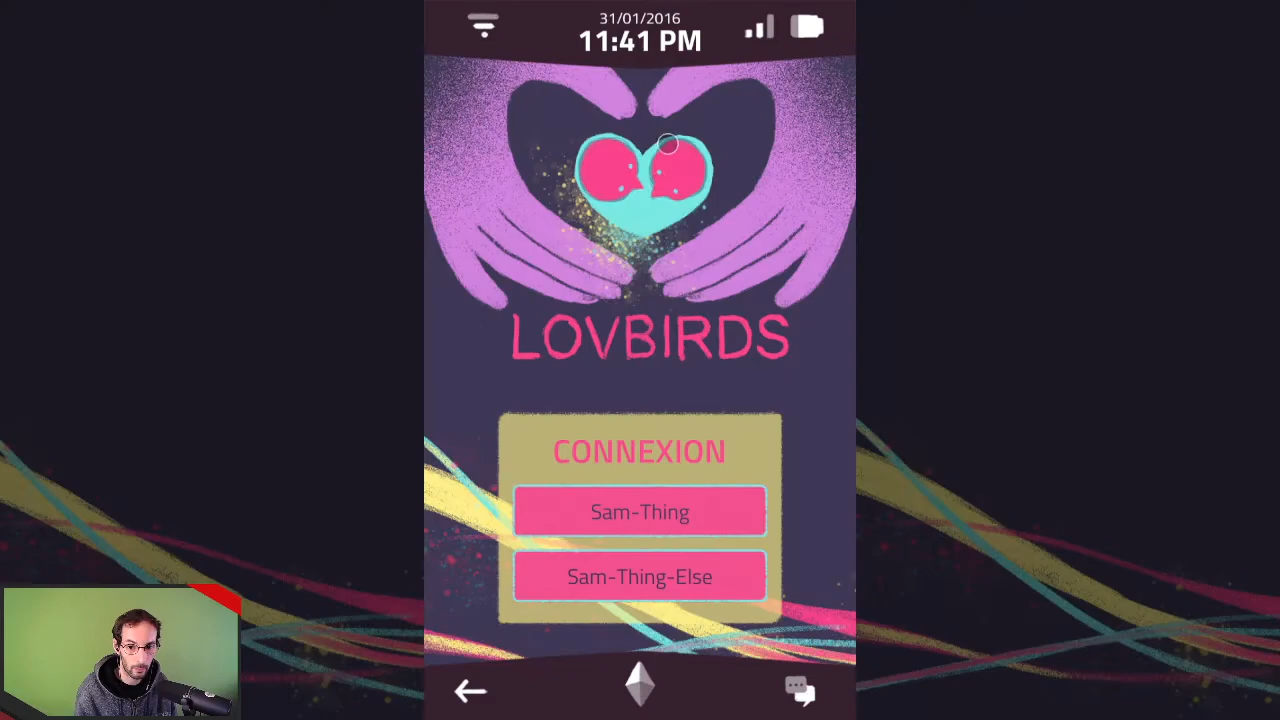 31/01/2016
11:41 PM
LOVBIRDS
CONNEXION
Sam-Thing
Sam-Thing-Else